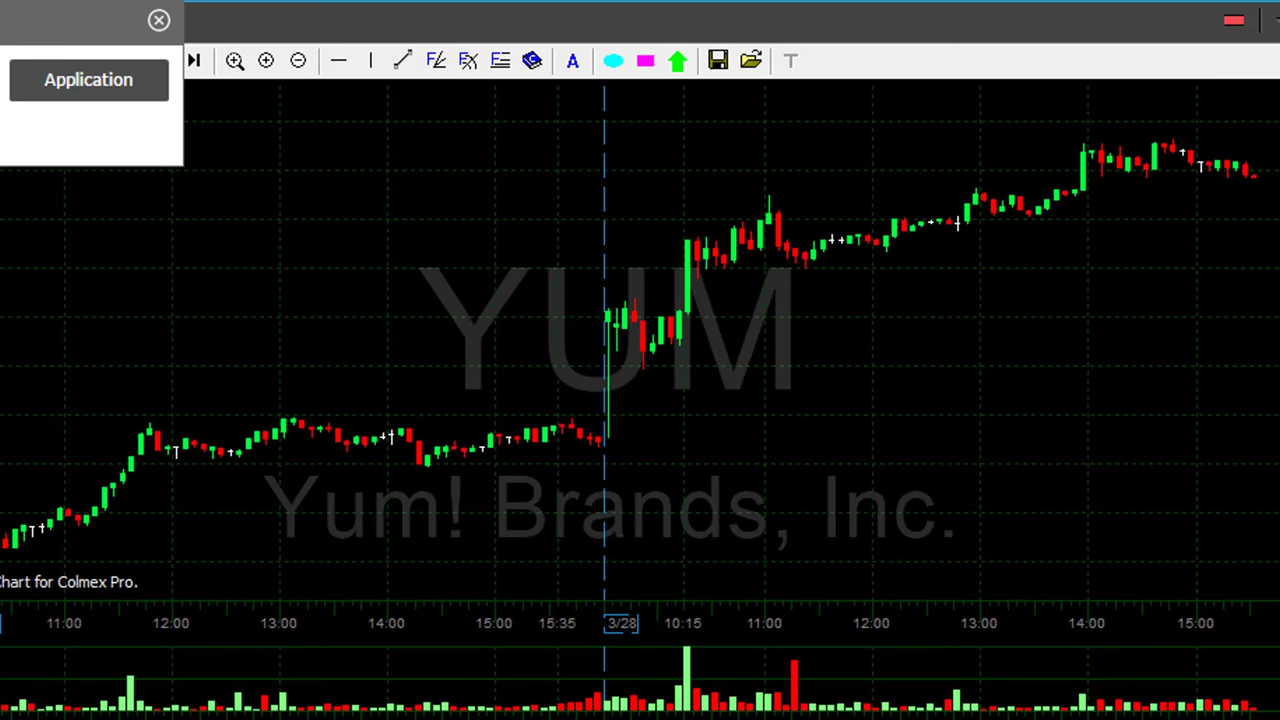 Application
A
T
YUM
Yum! Brands, Inc.
Chart for Colmex Pro.
11:00 12:00 13:00 14:00 15:00 15:35 3/28 10:15 11:00 12:00 13:00 14:00 15:00